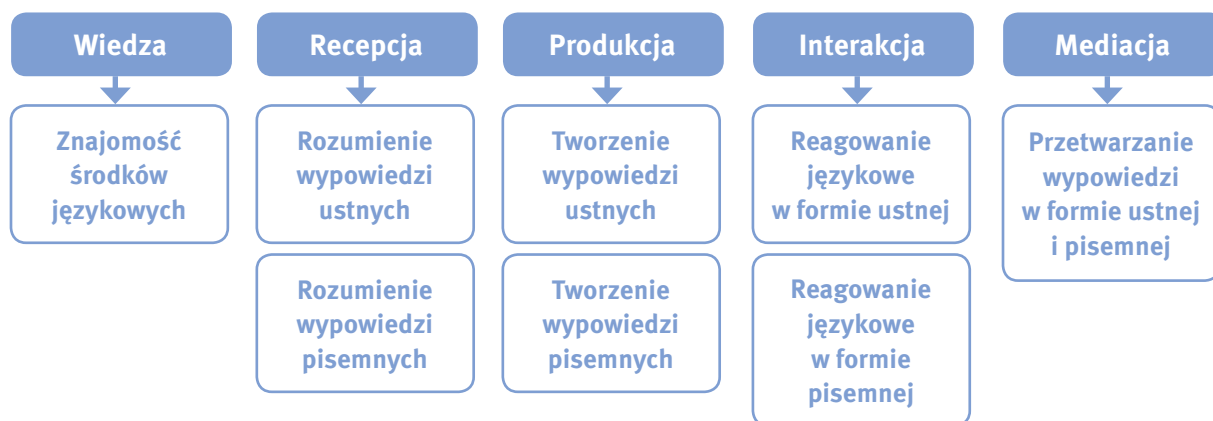 Wiedza
Znajomość
środków
językowych
Recepcja
Rozumienie
wypowiedzi
ustnych
Rozumienie
wypowiedzi
pisemnych
Produkcja
Tworzenie
wypowiedzi
ustnych
Tworzenie
wypowiedzi
pisemnych
Interakcja
Reagowanie
językowe
w formie ustnej
Reagowanie
językowe
w formie
pisemnej
Mediacja
Przetwarzanie
wypowiedzi
w formie ustnej
i pisemnej